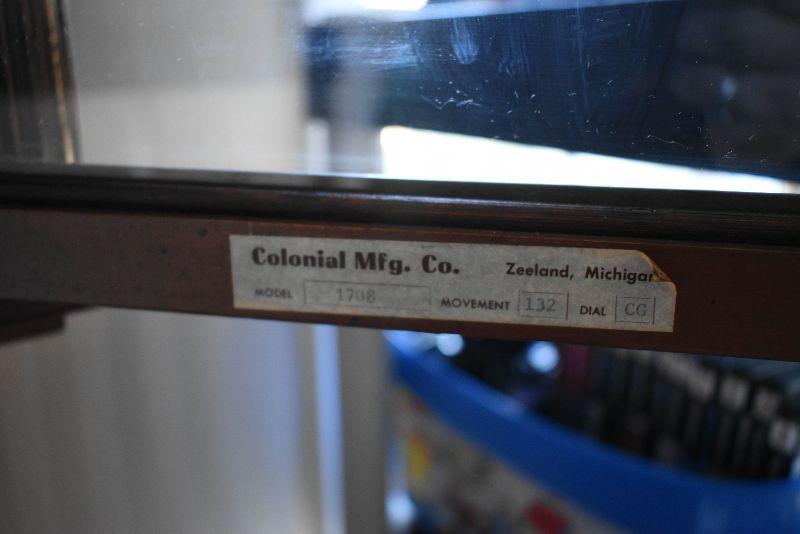 Colonial Mfg. Co. Zeeland, Michigan
MODEL 1708 MOVEMENT 132 DIAL CG